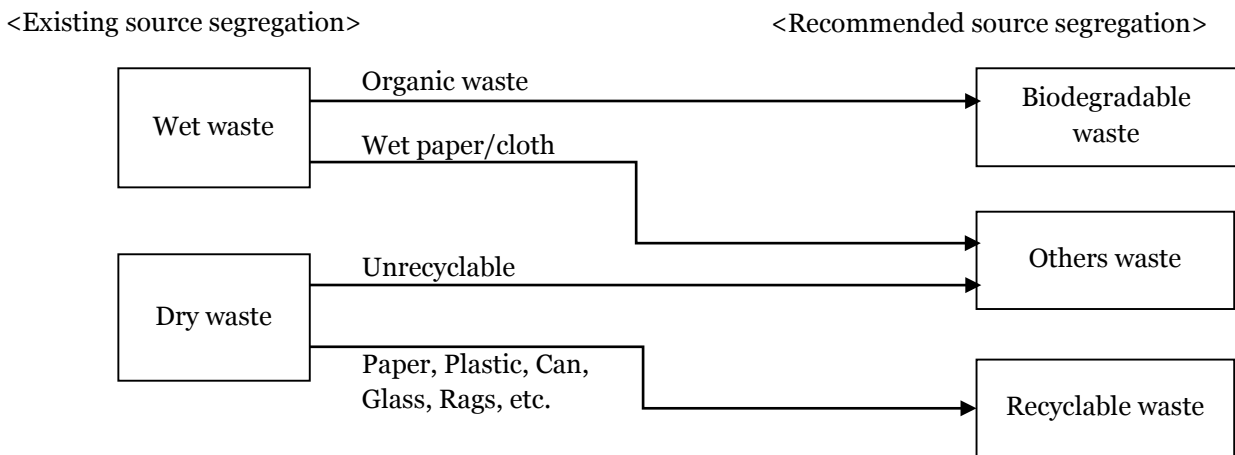 <Existing source segregation>
<Recommended source segregation>
Wet waste
Organic waste
Wet paper/cloth
Biodegradable
waste
Others waste
Dry waste
Unrecyclable
Paper, Plastic, Can,
Glass, Rags, etc.
Recyclable waste